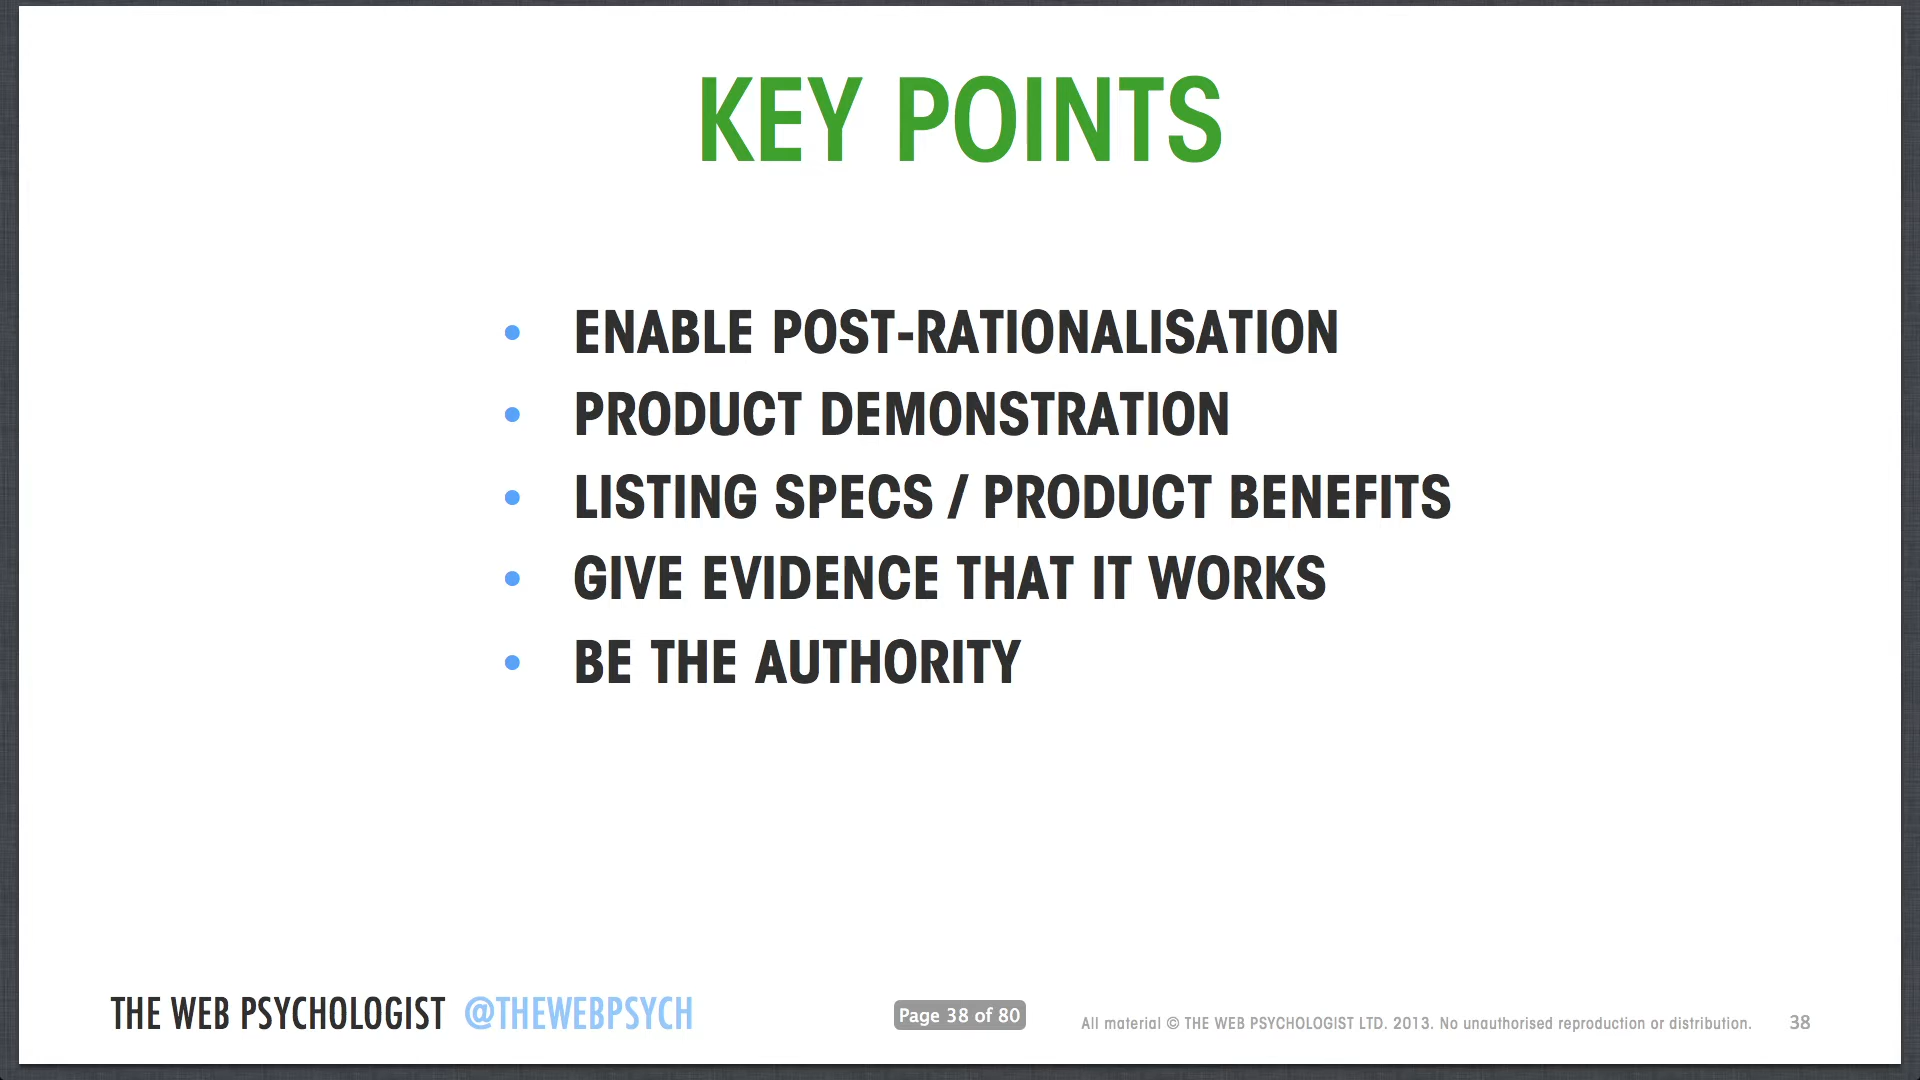 KEY POINTS
• ENABLE POST-RATIONALISATION
• PRODUCT DEMONSTRATION
• LISTING SPECS / PRODUCT BENEFITS
• GIVE EVIDENCE THAT IT WORKS
• BE THE AUTHORITY
THE WEB PSYCHOLOGIST @THEWEBPSYCH
Page 38 of 80
All material © THE WEB PSYCHOLOGIST LTD. 2013. No unauthorised reproduction or distribution. 38